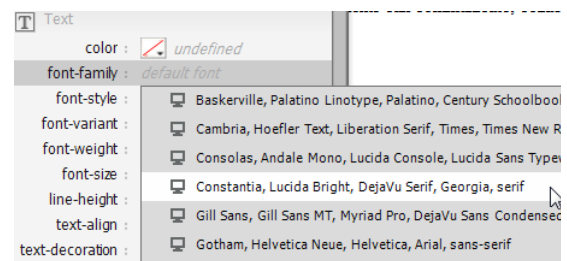 T Text
color : undefined
font-family : default font
font-style :
Baskerville, Palatino Linotype, Palatino, Century
font-variant :
Cambria, Hoefler Text, Liberation Serif, Times, Times New
font-weight :
Consolas, Andale Mono, Lucida Console, Lucida Sans
font-size :
Constantia, Lucida Bright, DejaVu Serif, Georgia, serif
line-height :
Gill Sans, Gill Sans MT, Myriad Pro, DejaVu Sans Condensed
text-align :
Gotham, Helvetica Neue, Helvetica, Arial, sans-serif
text-decoration :